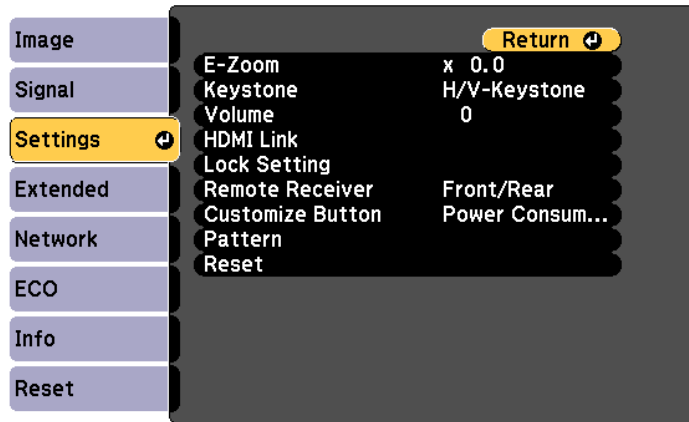 Image
Signal
Settings
Extended
Network
ECO
Info
Reset
Return
E-Zoom x 0.0
Keystone H/V-Keystone
Volume 0
HDMI Link
Lock Setting
Remote Receiver Front/Rear
Customize Button Power Consum...
Pattern
Reset